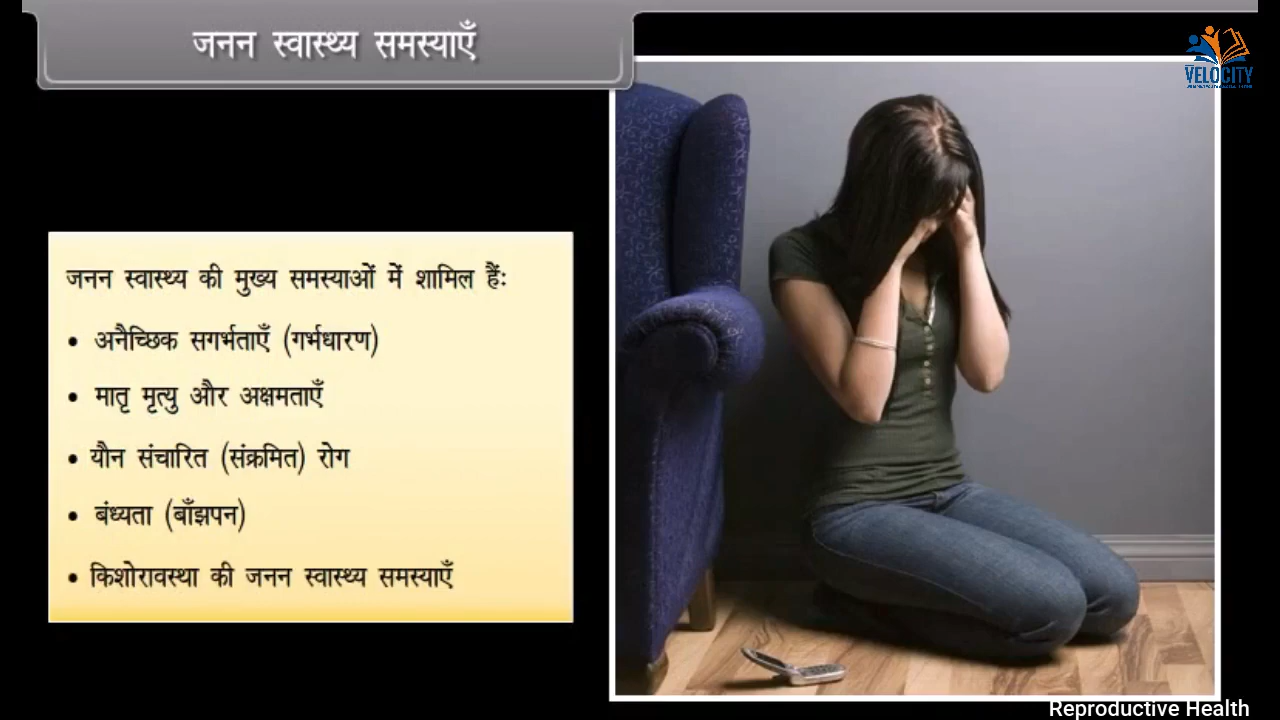 जनन स्वास्थ्य समस्याएँ
VELOCITY
जनन स्वास्थ्य की मुख्य समस्याओं में शामिल हैंः
• अनैच्छिक सगर्भताएँ (गर्भधारण)
• मातृ मृत्यु और अक्षमताएँ
• यौन संचारित (संक्रमित) रोग
• बंध्यता (बाँझपन)
• किशोरावस्था की जनन स्वास्थ्य समस्याएँ
Reproductive Health